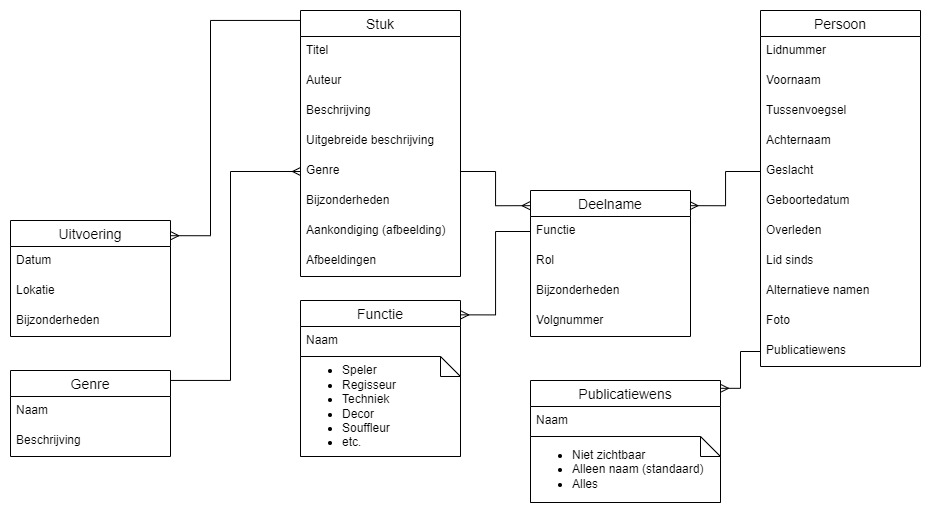 Stuk
Titel
Auteur
Beschrijving
Uitgebreide beschrijving
Genre
Bijzonderheden
Aankondiging (afbeelding)
Afbeeldingen
Persoon
Lidnummer
Voornaam
Tussenvoegsel
Achternaam
Geslacht
Geboortedatum
Overleden
Lid sinds
Alternatieve namen
Foto
Publicatiewens
Uitvoering
Datum
Lokatie
Bijzonderheden
Deelname
Functie
Rol
Bijzonderheden
Volgnummer
Functie
Naam
• Speler
• Regisseur
• Techniek
• Decor
• Souffleur
• etc.
Genre
Naam
Beschrijving
Publicatiewens
Naam
• Niet zichtbaar
• Alleen naam (standaard)
• Alles